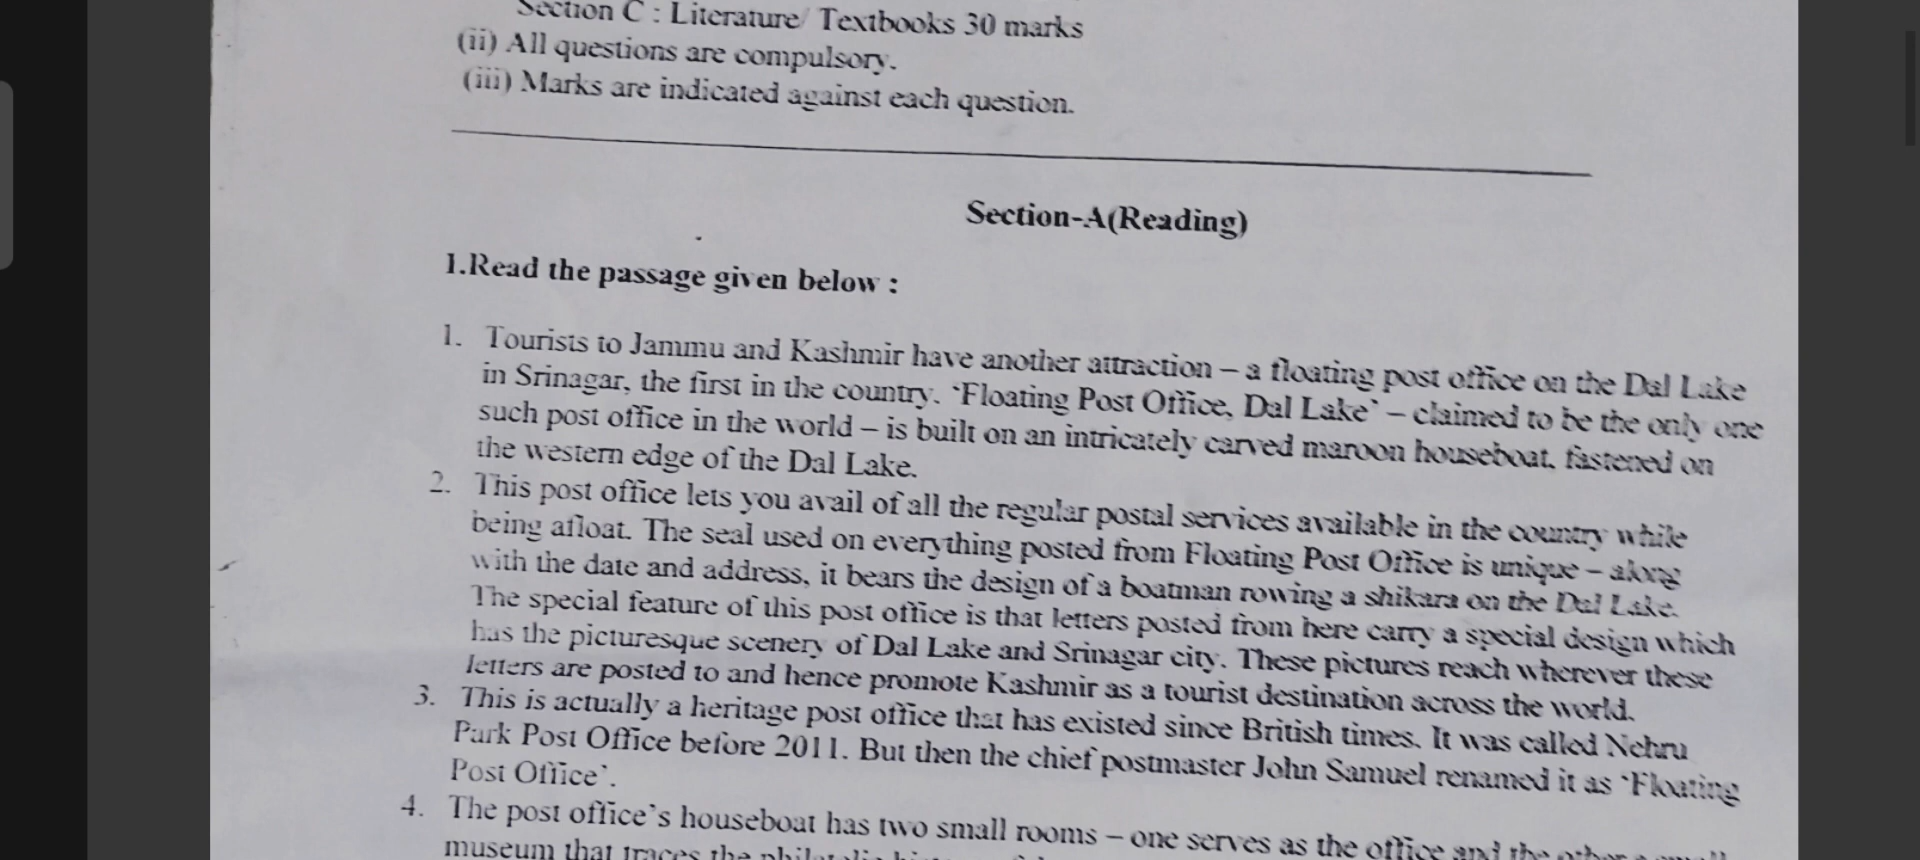 Section C : Literature/ Textbooks 30 marks
(ii) All questions are compulsory.
(iii) Marks are indicated against each question.
Section-A(Reading)
1.Read the passage given below :
1. Tourists to Jammu and Kashmir have another attraction – a floating post office on the Dal Lake
in Srinagar, the first in the country. ‘Floating Post Office, Dal Lake’ – claimed to be the only one
such post office in the world – is built on an intricately carved maroon houseboat, fastened on
the western edge of the Dal Lake.
2. This post office lets you avail of all the regular postal services available in the country while
being afloat. The seal used on everything posted from Floating Post Office is unique – along
with the date and address, it bears the design of a boatman rowing a shikara on the Dal Lake.
The special feature of this post office is that letters posted from here carry a special design which
has the picturesque scenery of Dal Lake and Srinagar city. These pictures reach wherever these
letters are posted to and hence promote Kashmir as a tourist destination across the world.
3. This is actually a heritage post office that has existed since British times. It was called Nehru
Park Post Office before 2011. But then the chief postmaster John Samuel renamed it as ‘Floating
Post Office’.
4. The post office’s houseboat has two small rooms – one serves as the office and the other a small
museum that traces the